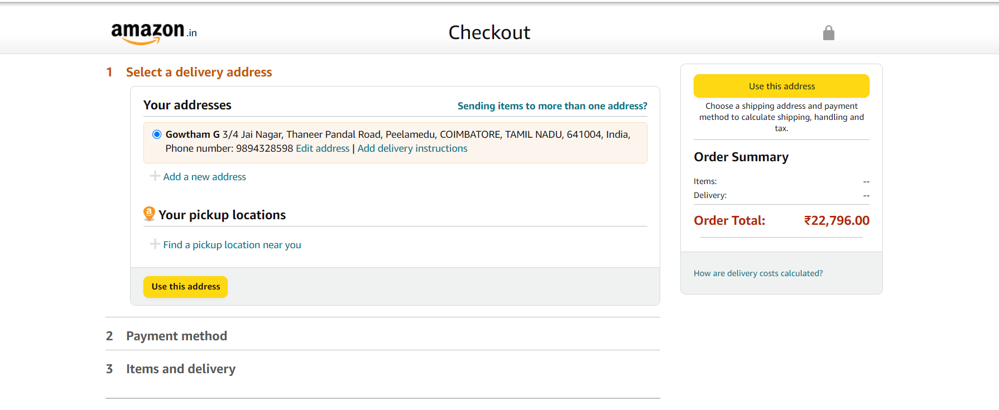 amazon.in
Checkout
1 Select a delivery address
Your addresses
Sending items to more than one address?
Gowtham G 3/4 Jai Nagar, Thaneer Pandal Road, Peelamedu, COIMBATORE, TAMIL NADU, 641004, India,
Phone number: 9894328598 Edit address | Add delivery instructions
Add a new address
Your pickup locations
Find a pickup location near you
Use this address
2 Payment method
3 Items and delivery
Use this address
Choose a shipping address and payment
method to calculate shipping, handling and
tax.
Order Summary
Items: --
Delivery: --
Order Total: ₹22,796.00
How are delivery costs calculated?